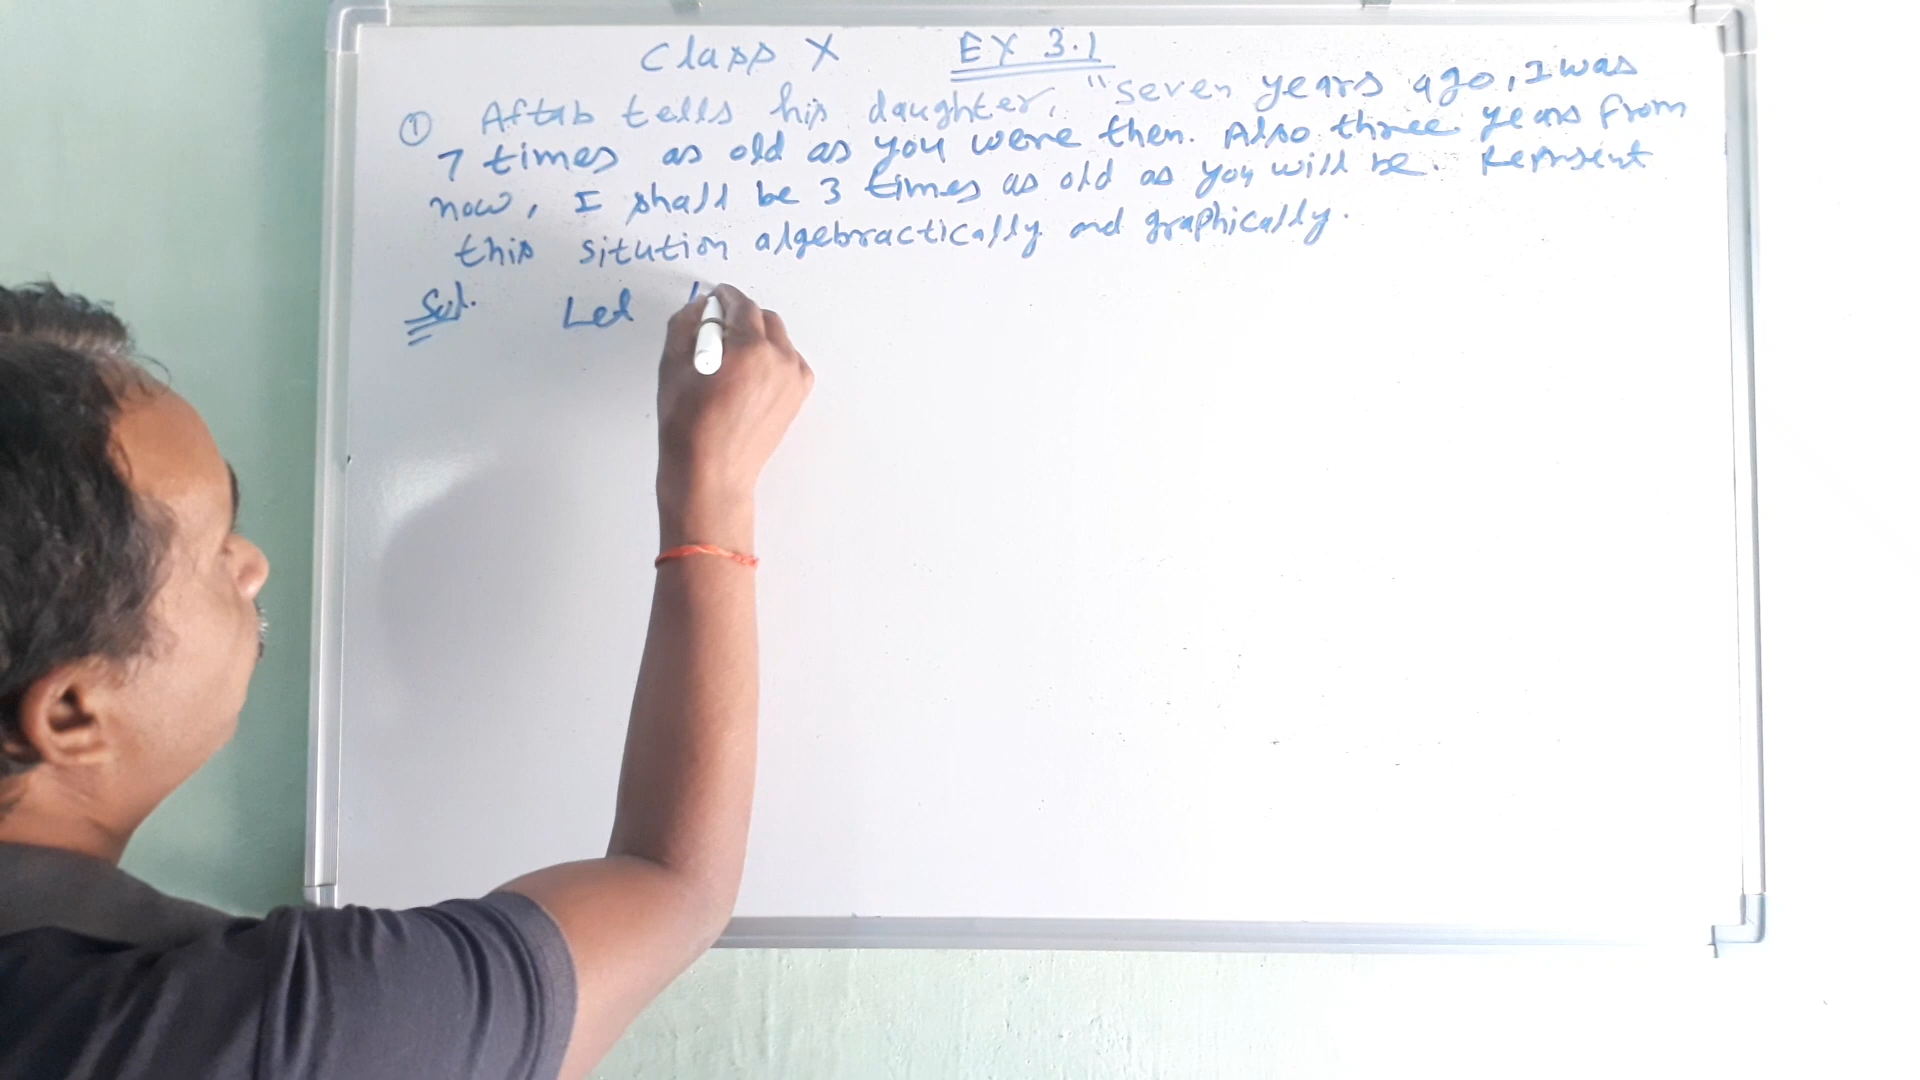 Class X EX 3.1
① Aftab tells his daughter, "seven years ago, I was
7 times as old as you were then. Also three years from
now, I shall be 3 times as old as you will be. Represent
this sitution algebractically and graphically.
Sol. Let